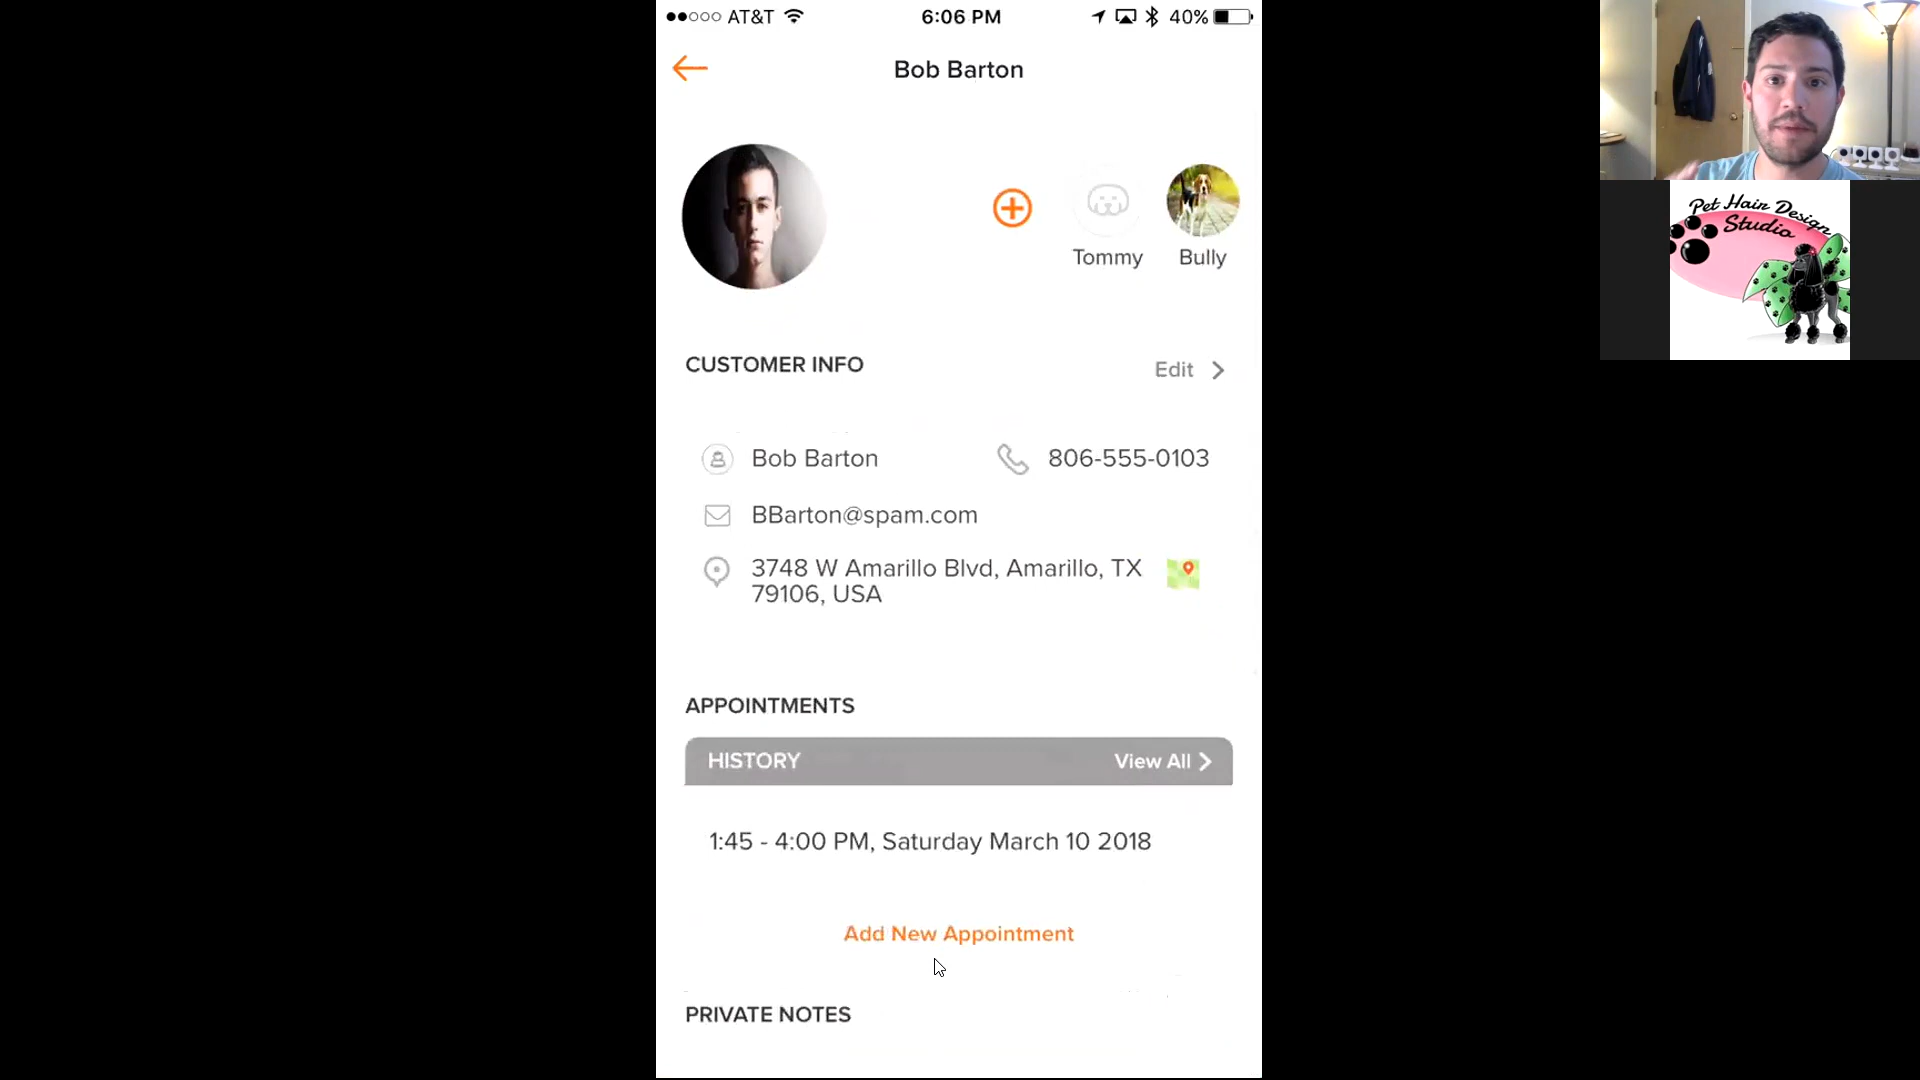 AT&T 6:06 PM 40%
Bob Barton
Tommy Bully
CUSTOMER INFO Edit
Bob Barton 806-555-0103
BBarton@spam.com
3748 W Amarillo Blvd, Amarillo, TX
79106, USA
APPOINTMENTS
HISTORY View All
1:45 - 4:00 PM, Saturday March 10 2018
Add New Appointment
PRIVATE NOTES
Pet Hair Design
Studio